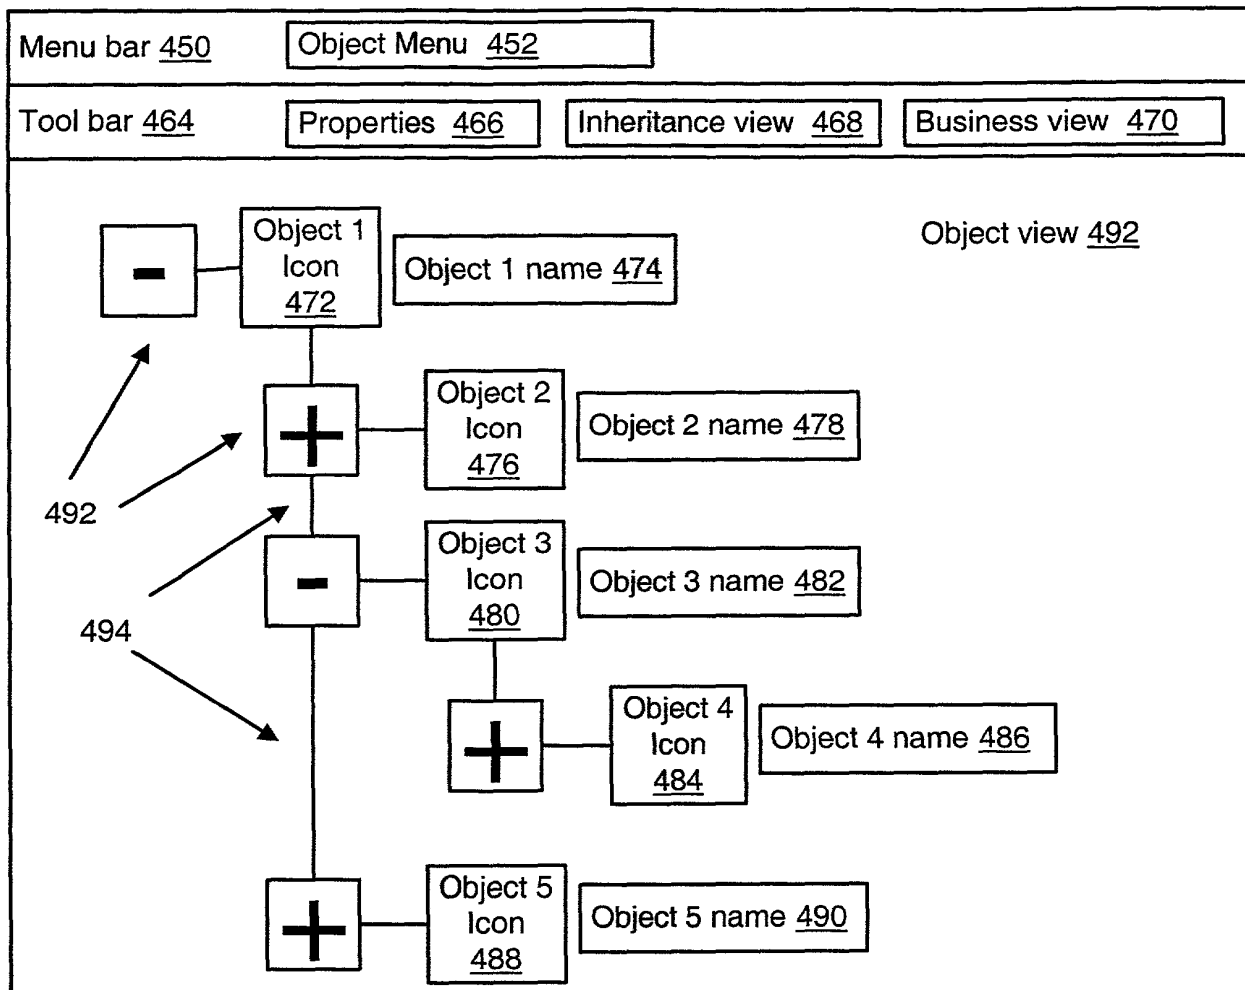 Menu bar 450
Object Menu 452
Tool bar 464
Properties 466
Inheritance view 468
Business view 470
Object view 492
-
Object 1
Icon
472
Object 1 name 474
+
Object 2
Icon
476
Object 2 name 478
492
-
Object 3
Icon
480
Object 3 name 482
494
+
Object 4
Icon
484
Object 4 name 486
+
Object 5
Icon
488
Object 5 name 490